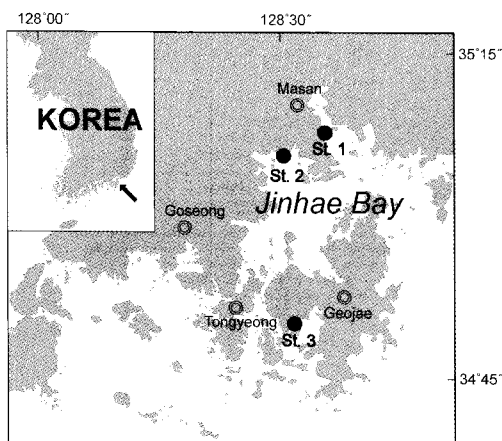 128°00'
128°30'
35°15'
Masan
KOREA
St. 1
St. 2
Jinhae Bay
Goseong
Tongyeong
Geojae
St. 3
34°45'